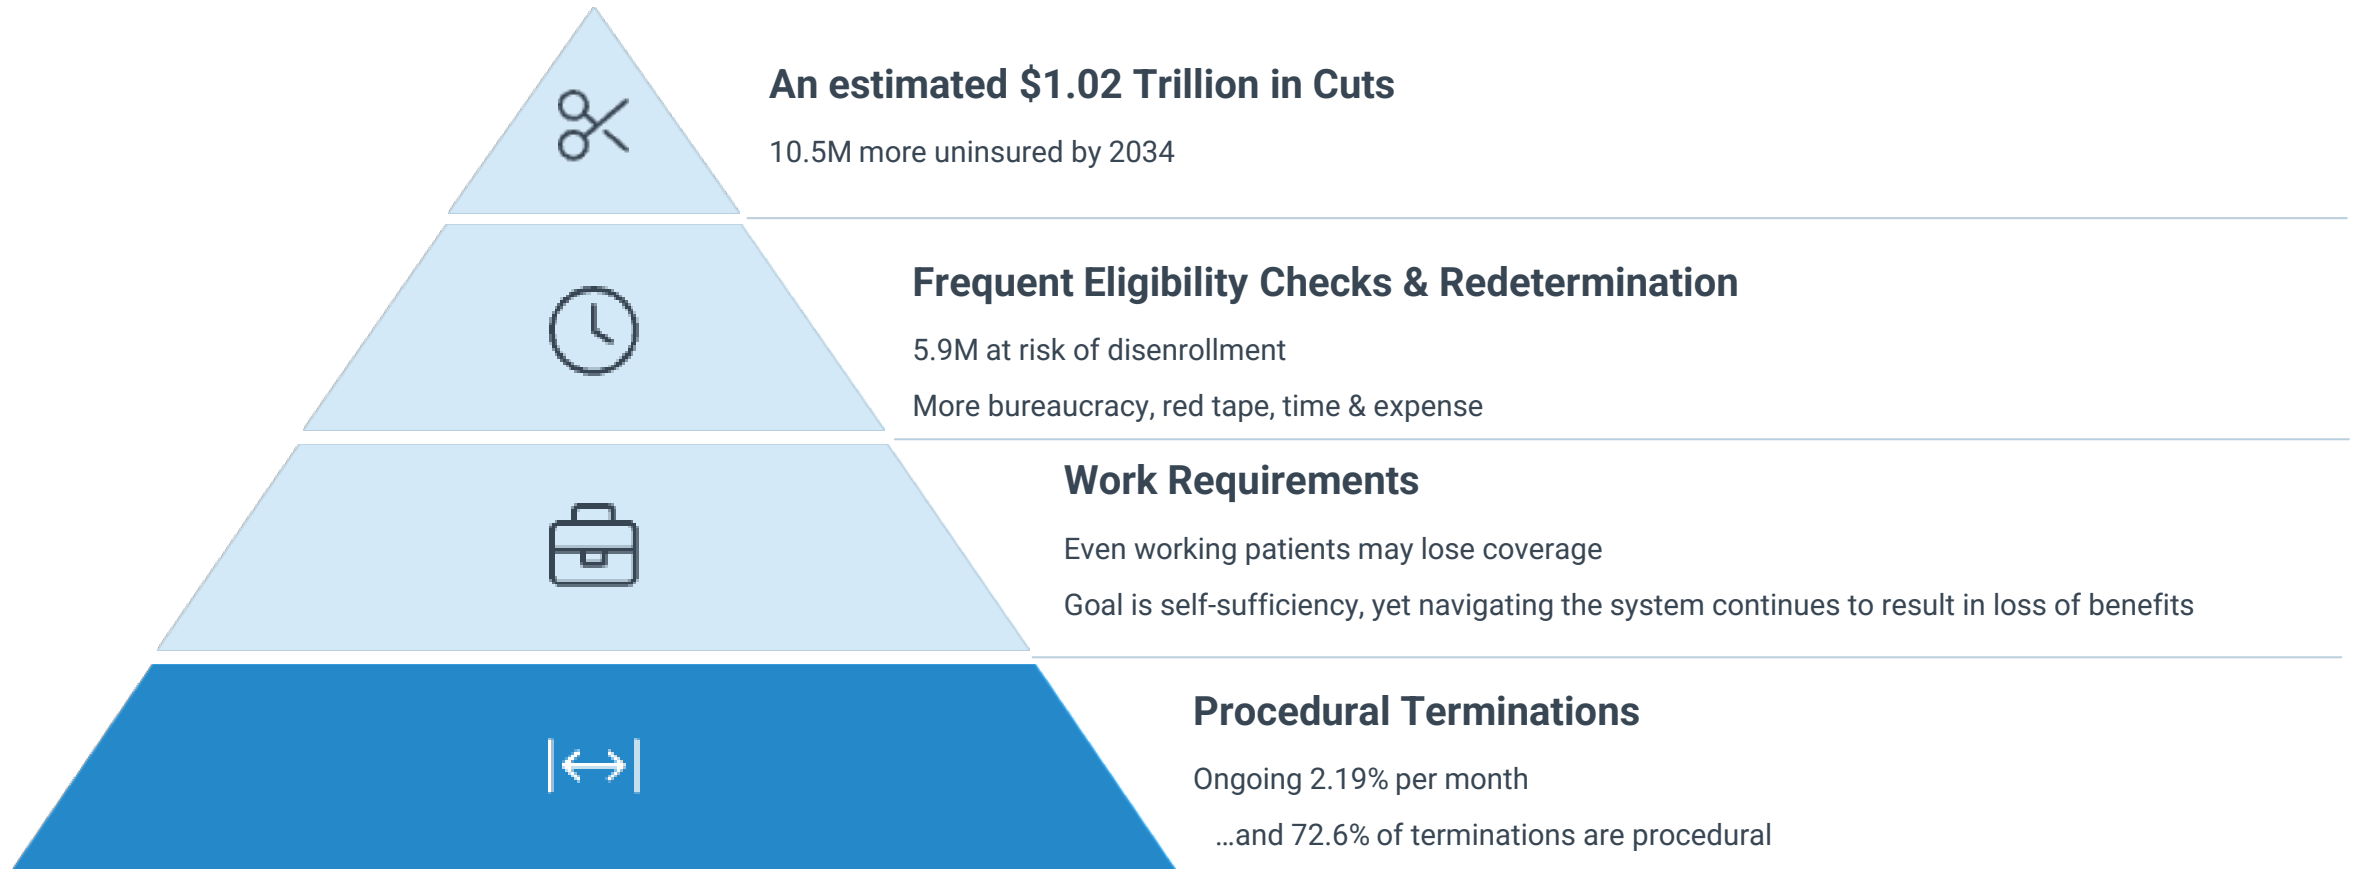 An estimated $1.02 Trillion in Cuts
10.5M more uninsured by 2034
Frequent Eligibility Checks & Redetermination
5.9M at risk of disenrollment
More bureaucracy, red tape, time & expense
Work Requirements
Even working patients may lose coverage
Goal is self-sufficiency, yet navigating the system continues to result in loss of benefits
Procedural Terminations
Ongoing 2.19% per month
…and 72.6% of terminations are procedural